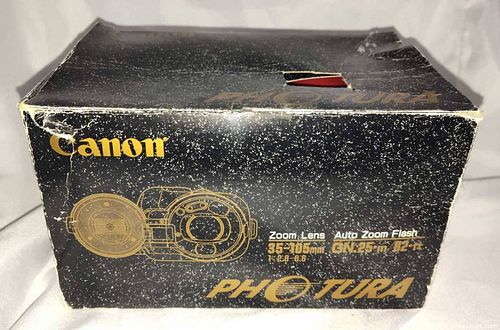 PHOTURA
Canon
Zoom Lens Auto Zoom Flash
35-105mm GN.25-m 82-ft
1:2.8-6.6
PHOTURA